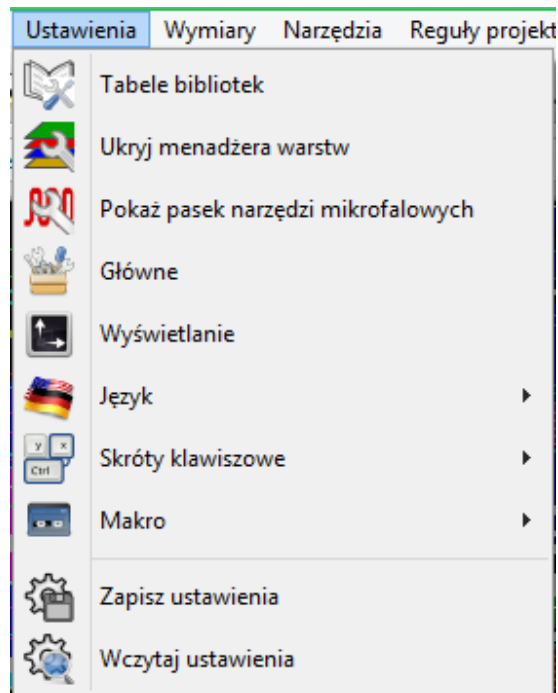 Ustawienia Wymiary Narzędzia Reguły projekt
Tabele bibliotek
Ukryj menadżera warstw
Pokaż pasek narzędzi mikrofalowych
Główne
Wyświetlanie
Język
y x
Ctrl
Skróty klawiszowe
Makro
Zapisz ustawienia
Wczytaj ustawienia